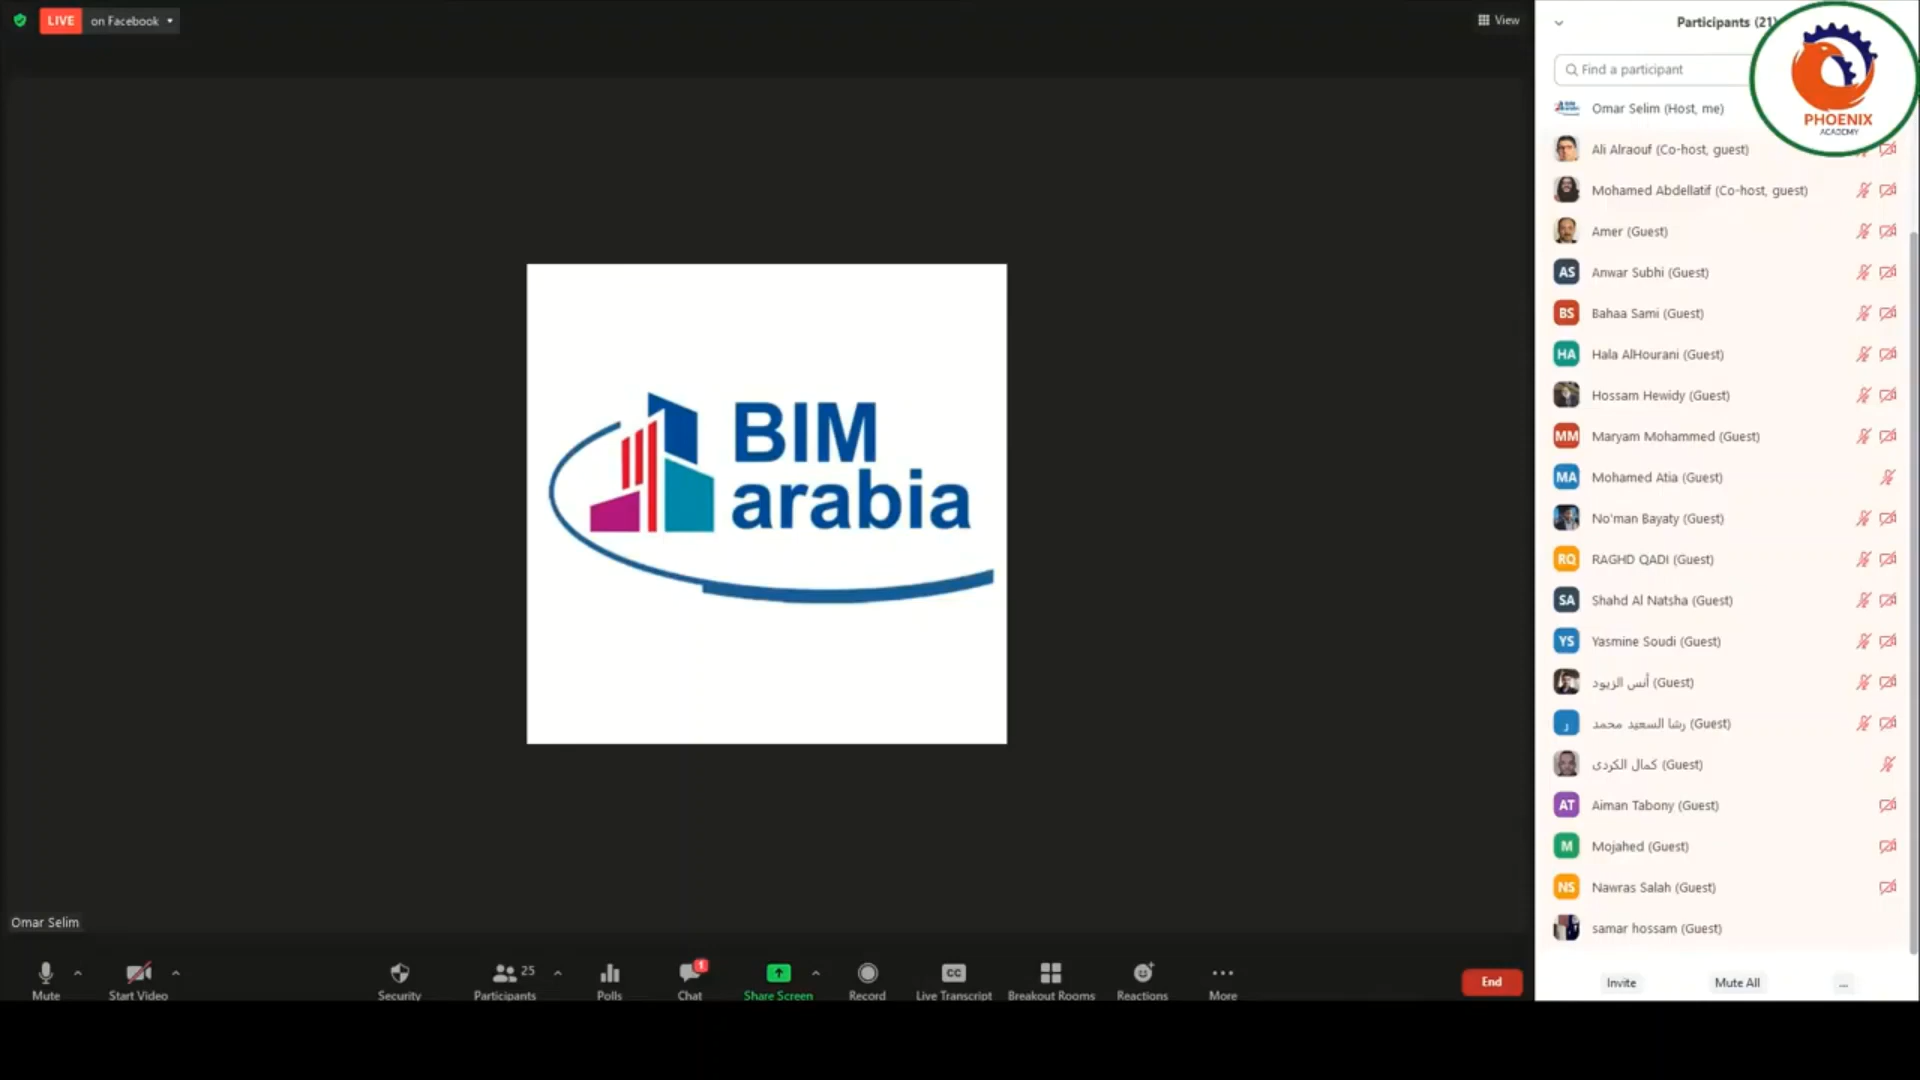 LIVE on Facebook
View
BIM
arabia
Omar Selim
Mute
Start Video
Security
25
Participants
Polls
1
Chat
Share Screen
Record
CC
Live Transcript
Breakout Rooms
Reactions
More
End
Participants (21)
PHOENIX
ACADEMY
Find a participant
Omar Selim (Host, me)
Ali Alraouf (Co-host, guest)
Mohamed Abdellatif (Co-host, guest)
Amer (Guest)
AS Anwar Subhi (Guest)
BS Bahaa Sami (Guest)
HA Hala AlHourani (Guest)
Hossam Hewidy (Guest)
MM Maryam Mohammed (Guest)
MA Mohamed Atia (Guest)
No'man Bayaty (Guest)
RQ RAGHD QADI (Guest)
SA Shahd Al Natsha (Guest)
YS Yasmine Soudi (Guest)
أنس الزيود (Guest)
ر رشا السعيد محمد (Guest)
كمال الكردى (Guest)
AT Aiman Tabony (Guest)
M Mojahed (Guest)
NS Nawras Salah (Guest)
samar hossam (Guest)
Invite
Mute All
...